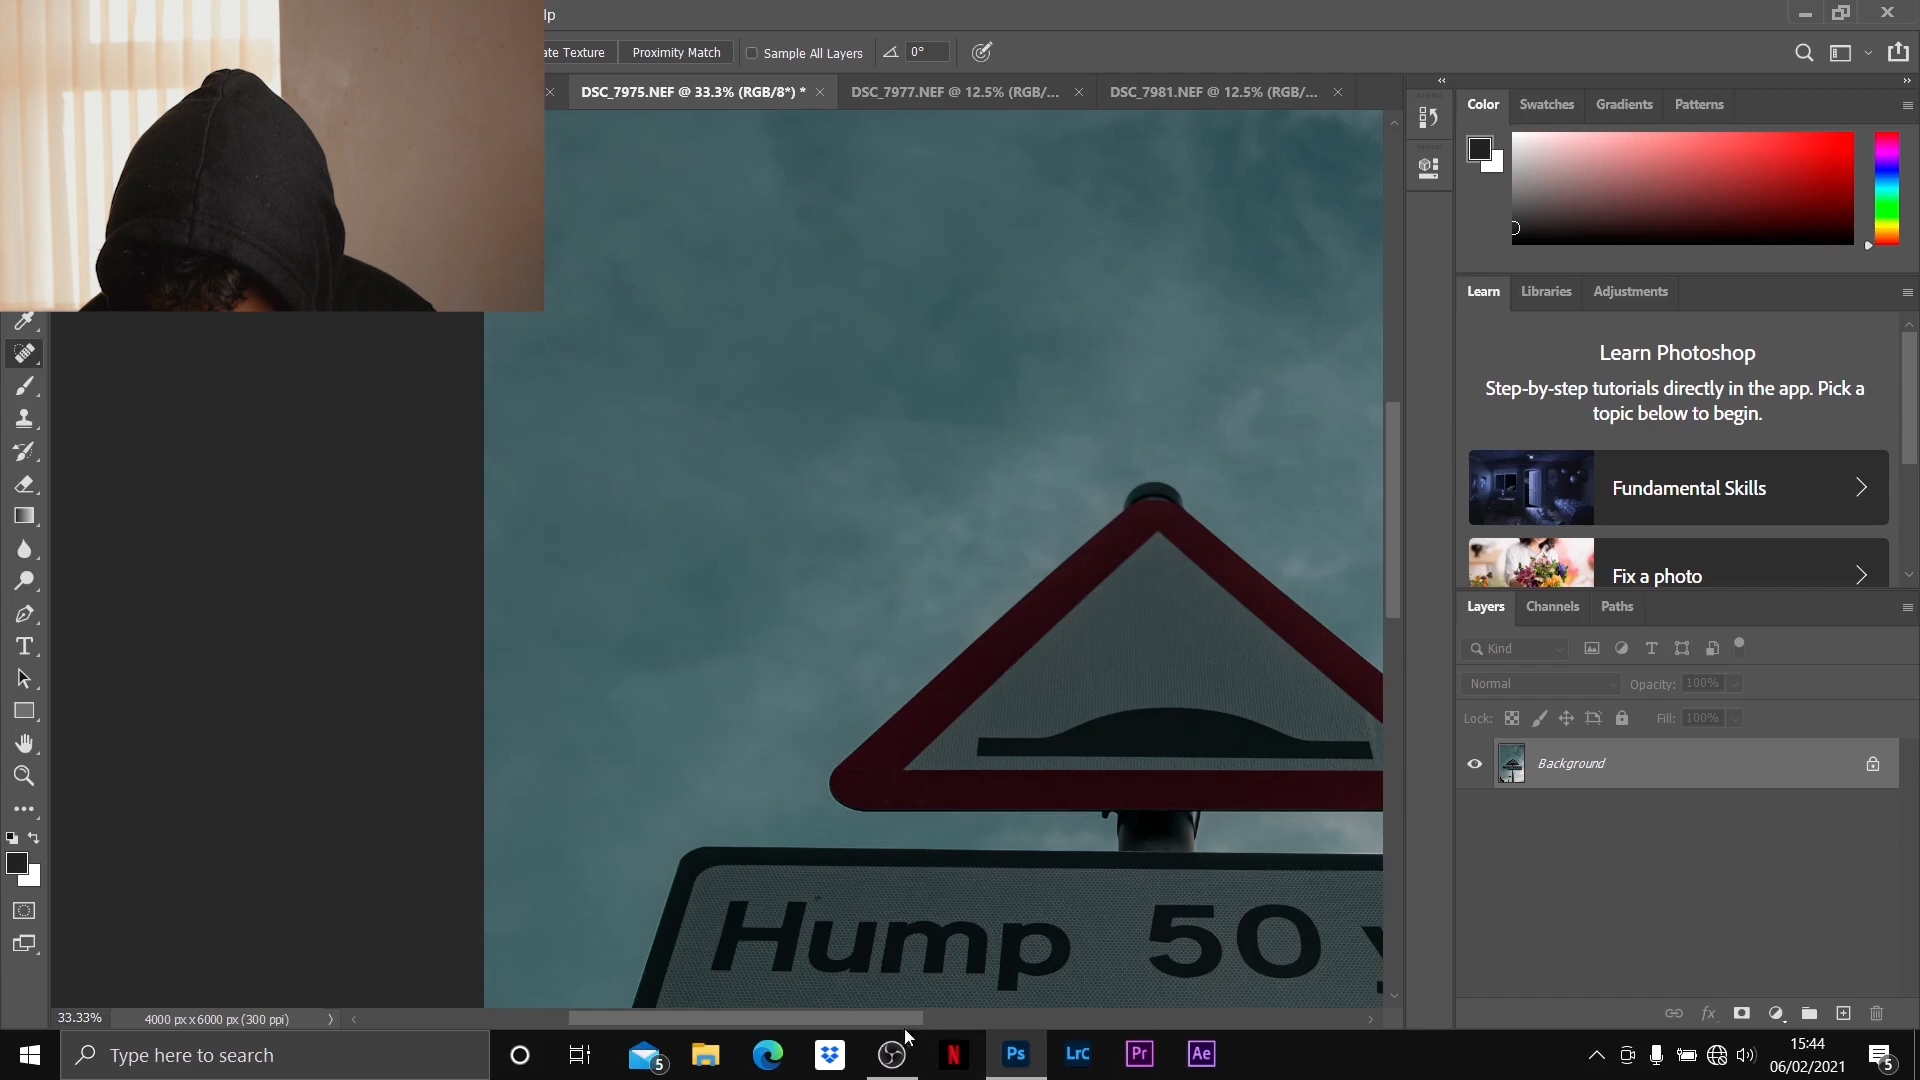 lp
ate Texture Proximity Match Sample All Layers 0°
DSC_7975.NEF @ 33.3% (RGB/8*) * DSC_7977.NEF @ 12.5% (RGB/... DSC_7981.NEF @ 12.5% (RGB/...
Color Swatches Gradients Patterns
Learn Libraries Adjustments
Learn Photoshop
Step-by-step tutorials directly in the app. Pick a
topic below to begin.
Fundamental Skills
Fix a photo
Layers Channels Paths
Kind
Normal Opacity: 100%
Lock: Fill: 100%
Background
Hump 50 y
33.33% 4000 px x 6000 px (300 ppi)
Type here to search
5
N
Ps
LrC
Pr
Ae
15:44
06/02/2021
5